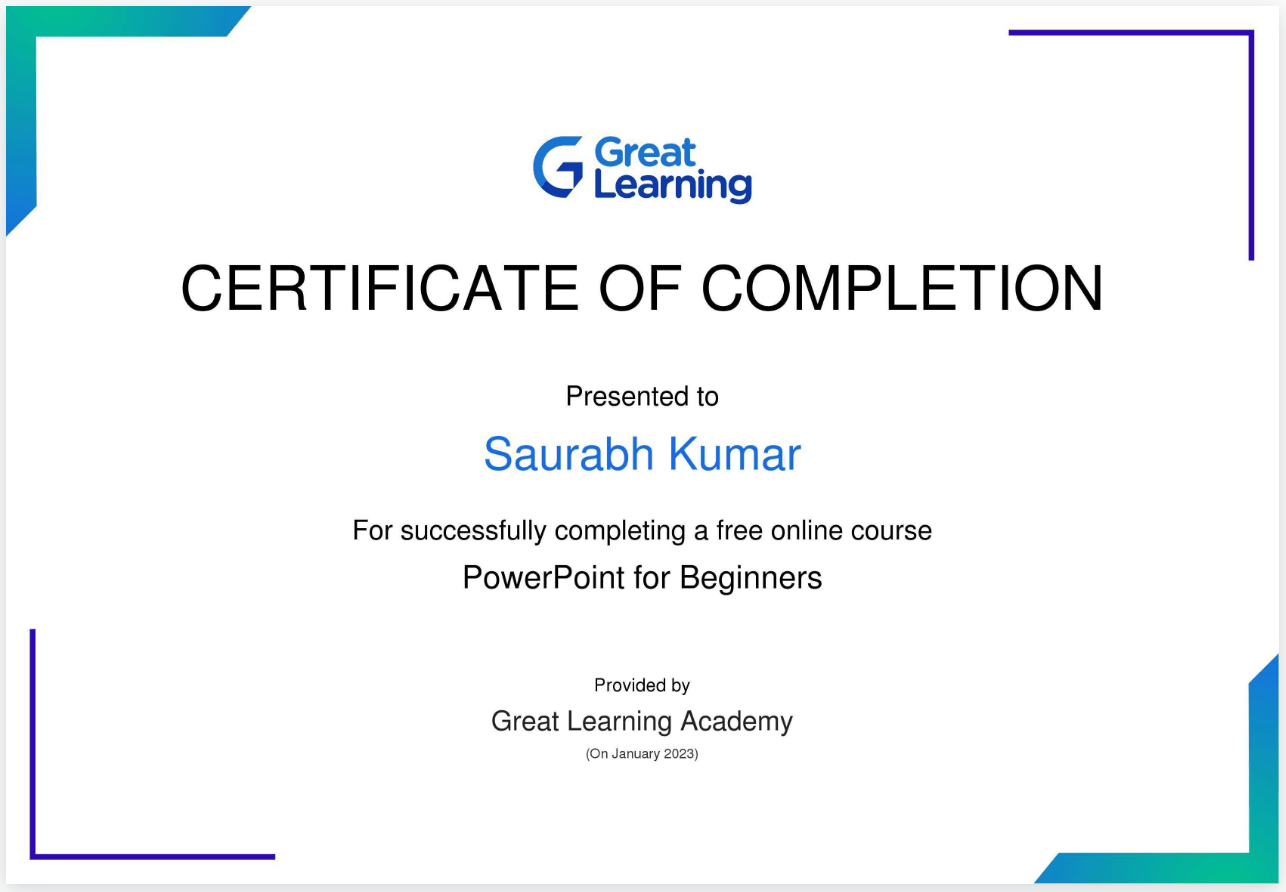 Great
Learning
CERTIFICATE OF COMPLETION
Presented to
Saurabh Kumar
For successfully completing a free online course
PowerPoint for Beginners
Provided by
Great Learning Academy
(On January 2023)